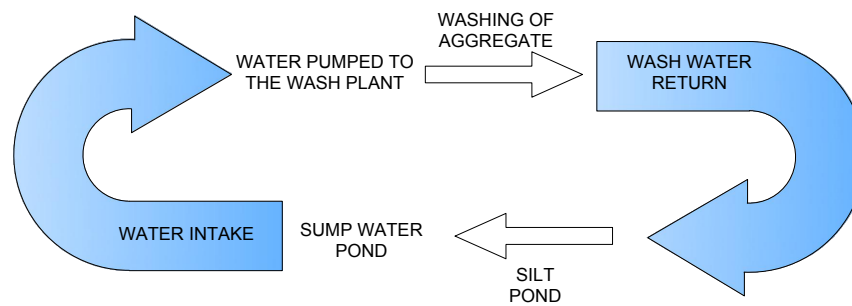 WASHING OF
AGGREGATE
WATER PUMPED TO
THE WASH PLANT
WASH WATER
RETURN
WATER INTAKE
SUMP WATER
POND
SILT
POND